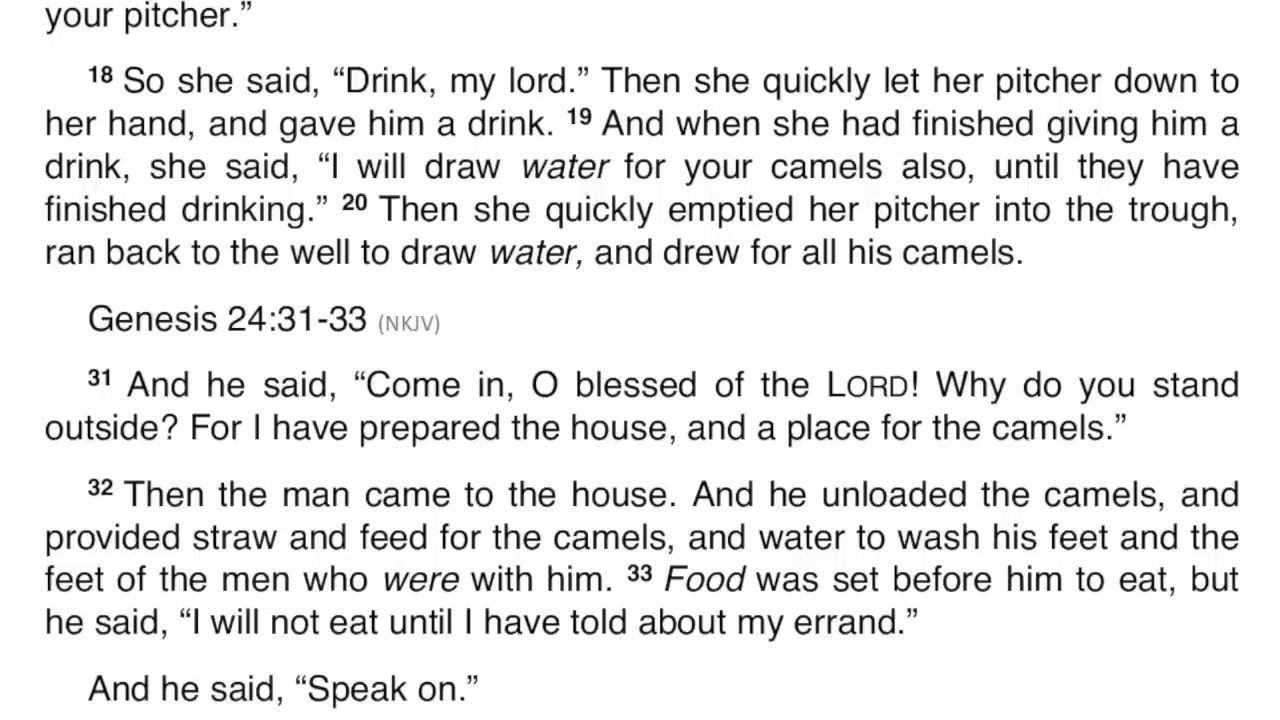 your pitcher.”
18 So she said, “Drink, my lord.” Then she quickly let her pitcher down to
her hand, and gave him a drink. 19 And when she had finished giving him a
drink, she said, “I will draw water for your camels also, until they have
finished drinking.” 20 Then she quickly emptied her pitcher into the trough,
ran back to the well to draw water, and drew for all his camels.
Genesis 24:31-33 (NKJV)
31 And he said, “Come in, O blessed of the LORD! Why do you stand
outside? For I have prepared the house, and a place for the camels.”
32 Then the man came to the house. And he unloaded the camels, and
provided straw and feed for the camels, and water to wash his feet and the
feet of the men who were with him. 33 Food was set before him to eat, but
he said, “I will not eat until I have told about my errand.”
And he said, “Speak on.”